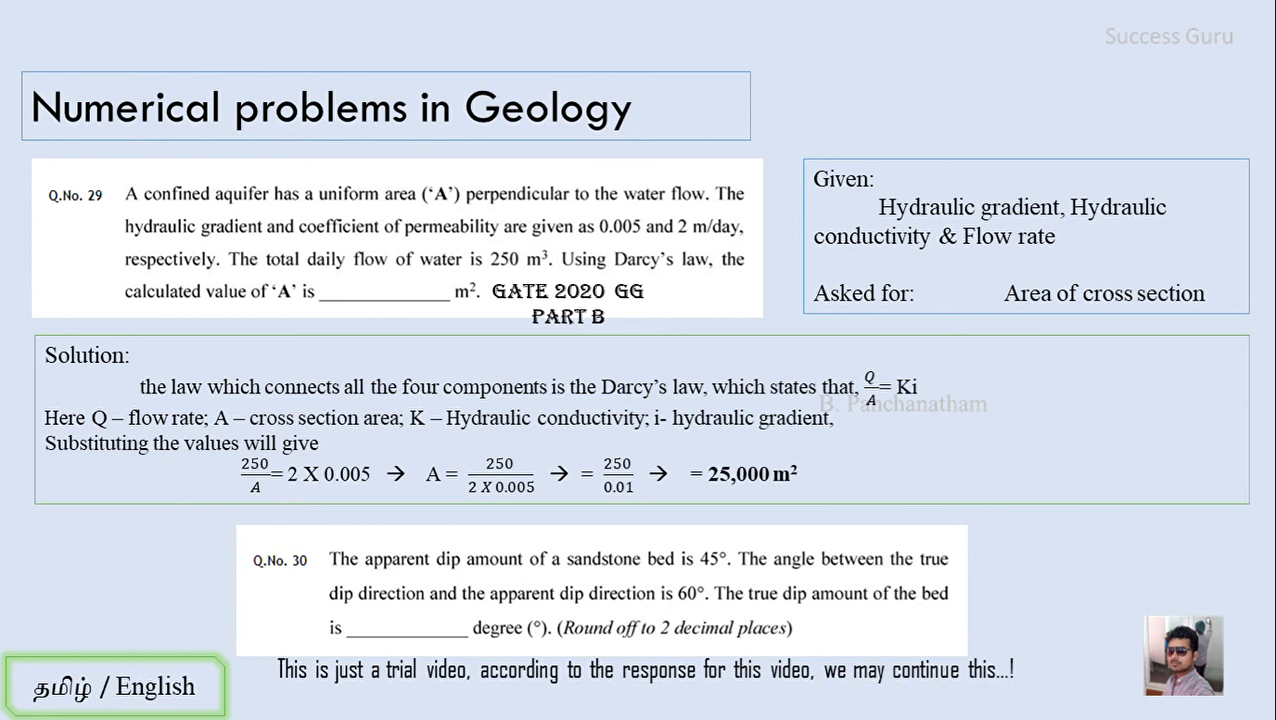 Success Guru
Numerical problems in Geology
Q.No. 29 A confined aquifer has a uniform area (‘A’) perpendicular to the water flow. The
hydraulic gradient and coefficient of permeability are given as 0.005 and 2 m/day,
respectively. The total daily flow of water is 250 m³. Using Darcy’s law, the
calculated value of ‘A’ is ____________ m². GATE 2020 GG
PART B
Given:
Hydraulic gradient, Hydraulic
conductivity & Flow rate
Asked for: Area of cross section
Solution:
the law which connects all the four components is the Darcy’s law, which states that, Q/A = Ki
B. Panchanatham
Here Q – flow rate; A – cross section area; K – Hydraulic conductivity; i- hydraulic gradient,
Substituting the values will give
250/A = 2 X 0.005 → A = 250/(2 X 0.005) → = 250/0.01 → = 25,000 m²
Q.No. 30 The apparent dip amount of a sandstone bed is 45°. The angle between the true
dip direction and the apparent dip direction is 60°. The true dip amount of the bed
is ___________ degree (°). (Round off to 2 decimal places)
This is just a trial video, according to the response for this video, we may continue this...!
தமிழ் / English